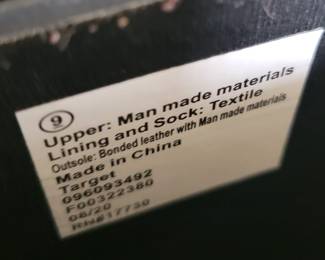 9
Upper: Man made materials
Lining and Sock: Textile
Outsole: Bonded leather with Man made materials
Made in China
Target
096093492
F00322380
08/20
RN#17730